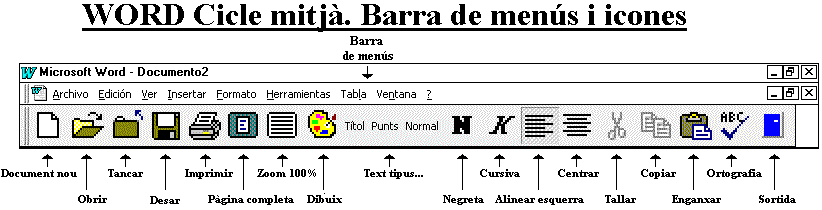 WORD Cicle mitjà. Barra de menús i icones
Barra
de menús
Microsoft Word - Documento2
Archivo Edición Ver Insertar Formato Herramientas Tabla Ventana ?
Títol Punts Normal N K ABC
Document nou Tancar Imprimir Zoom 100% Text tipus... Cursiva Centrar Copiar Ortografia
Obrir Desar Pàgina completa Dibuix Negreta Alinear esquerra Tallar Enganxar Sortida